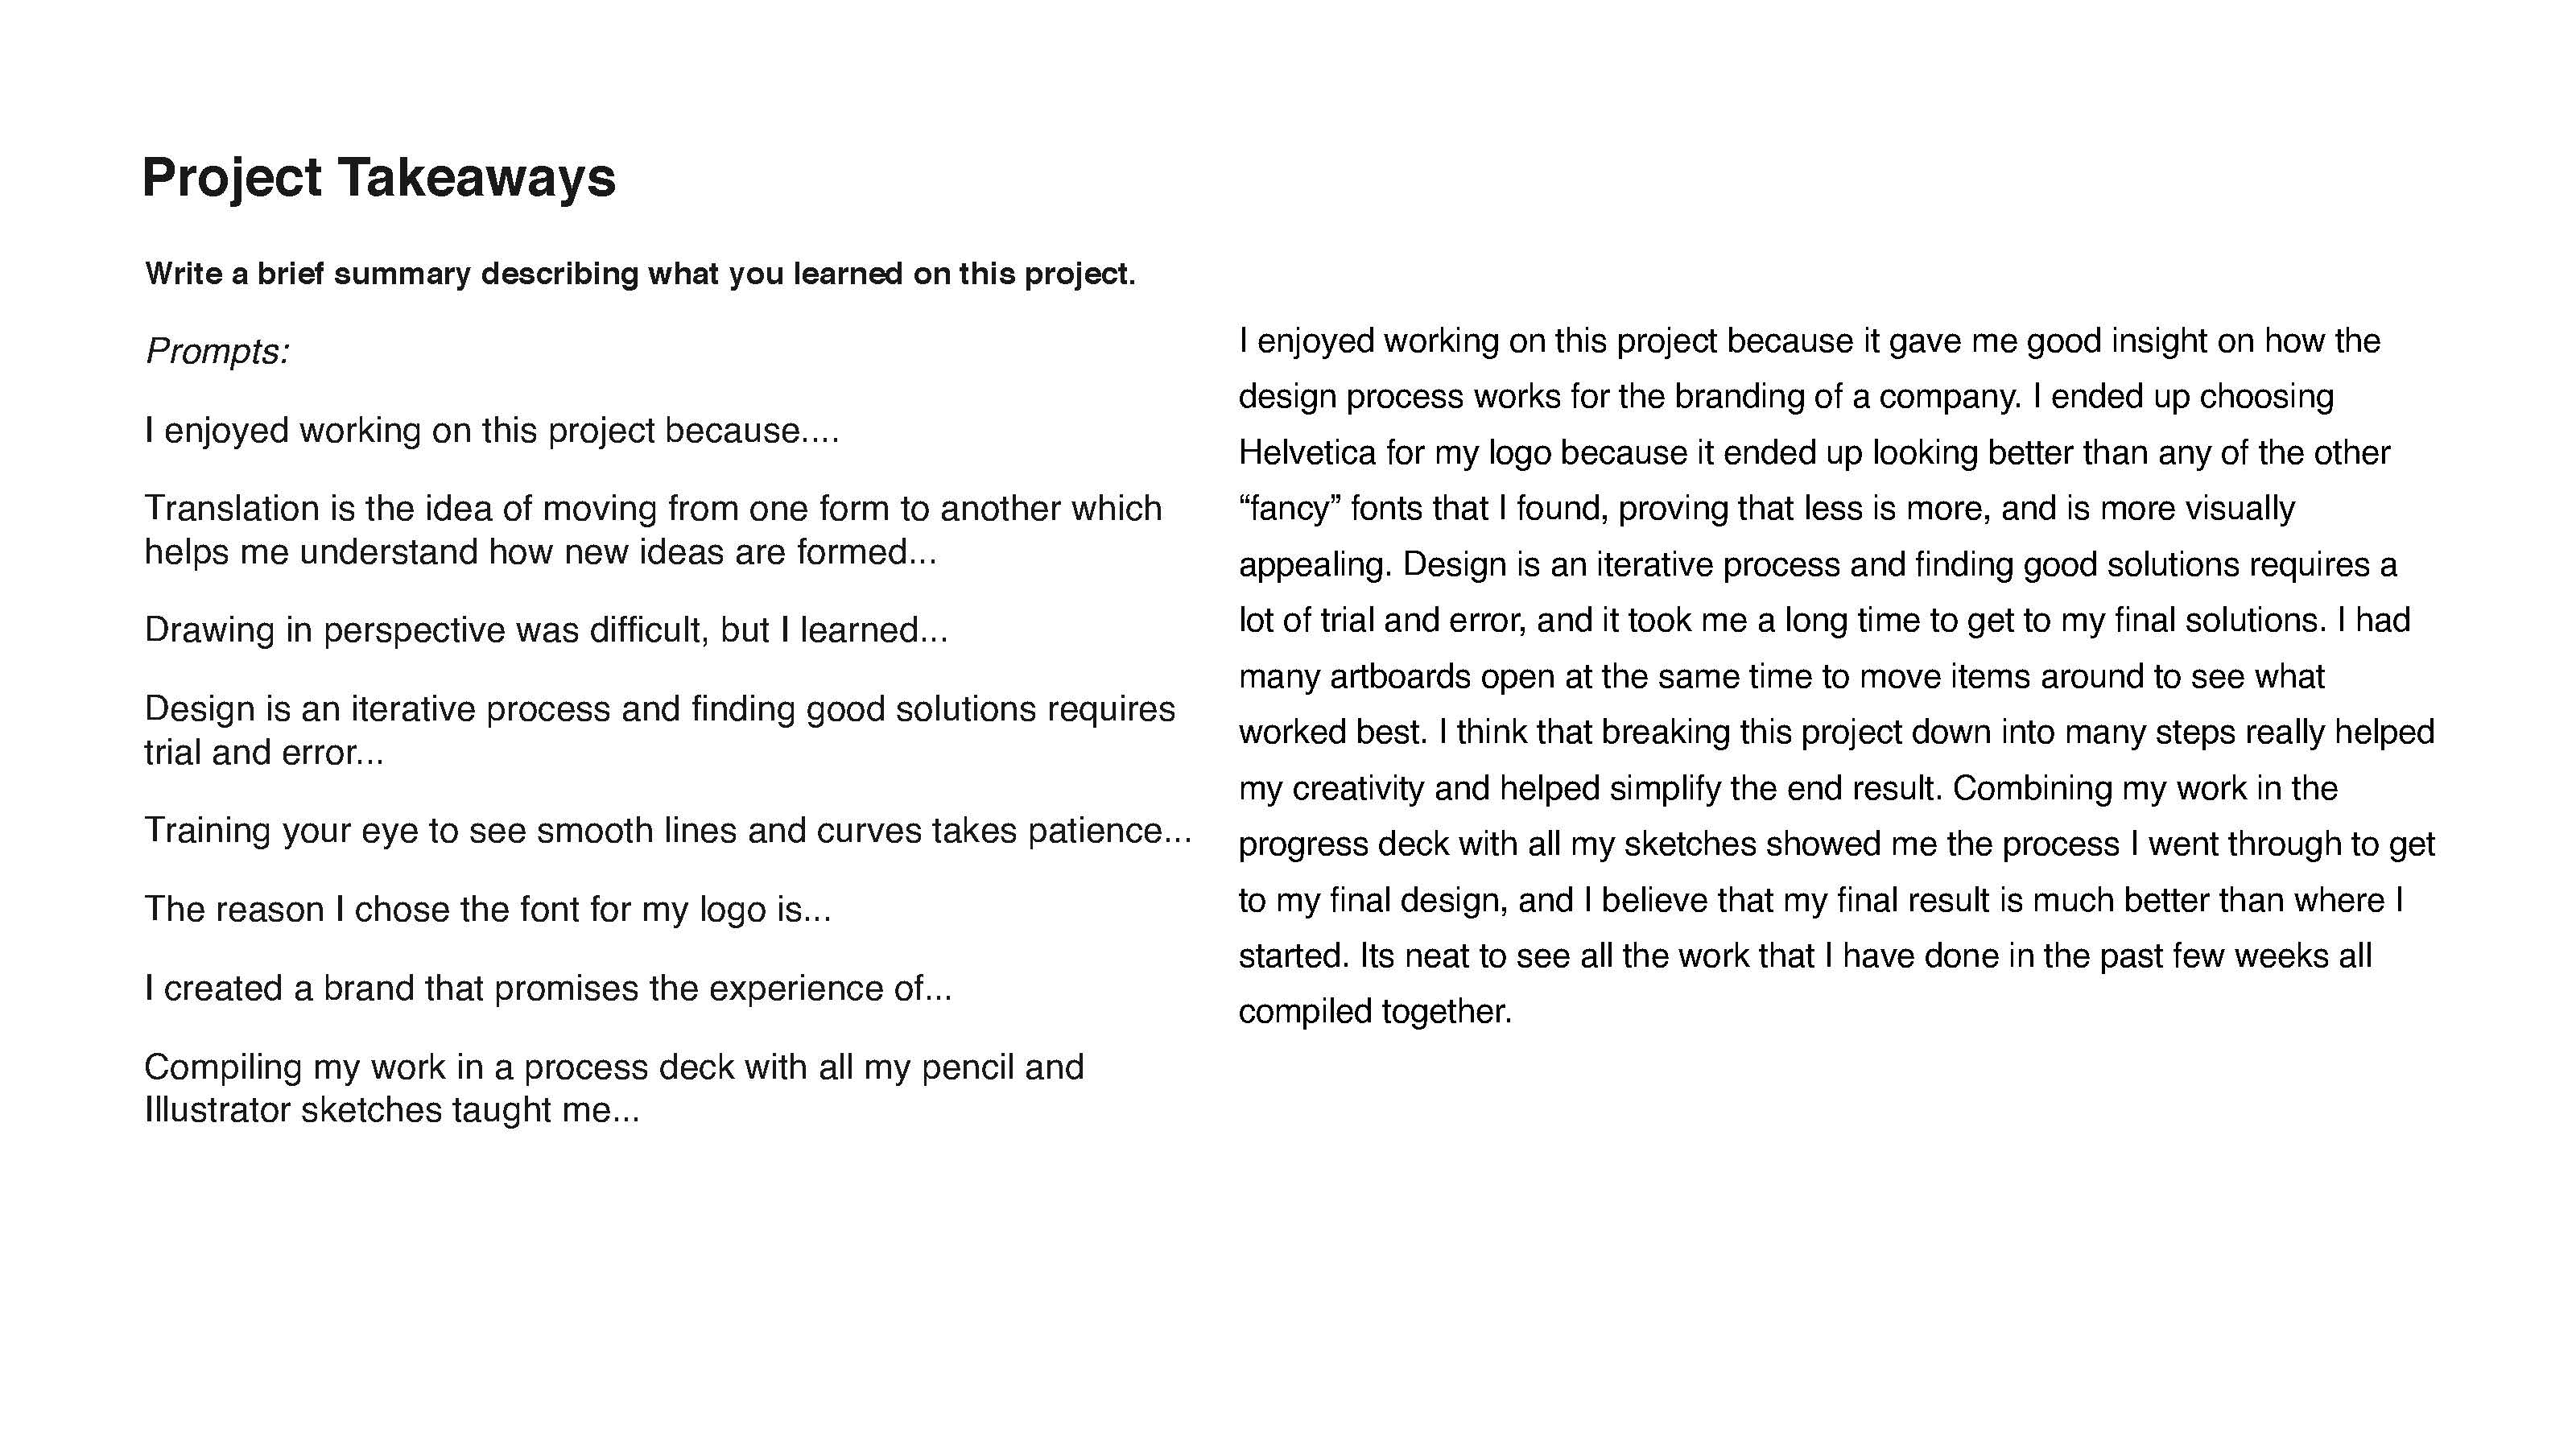 Project Takeaways
Write a brief summary describing what you learned on this project.
Prompts:
I enjoyed working on this project because....
Translation is the idea of moving from one form to another which
helps me understand how new ideas are formed...
Drawing in perspective was difficult, but I learned...
Design is an iterative process and finding good solutions requires
trial and error...
Training your eye to see smooth lines and curves takes patience...
The reason I chose the font for my logo is...
I created a brand that promises the experience of...
Compiling my work in a process deck with all my pencil and
Illustrator sketches taught me...
I enjoyed working on this project because it gave me good insight on how the
design process works for the branding of a company. I ended up choosing
Helvetica for my logo because it ended up looking better than any of the other
“fancy” fonts that I found, proving that less is more, and is more visually
appealing. Design is an iterative process and finding good solutions requires a
lot of trial and error, and it took me a long time to get to my final solutions. I had
many artboards open at the same time to move items around to see what
worked best. I think that breaking this project down into many steps really helped
my creativity and helped simplify the end result. Combining my work in the
progress deck with all my sketches showed me the process I went through to get
to my final design, and I believe that my final result is much better than where I
started. Its neat to see all the work that I have done in the past few weeks all
compiled together.